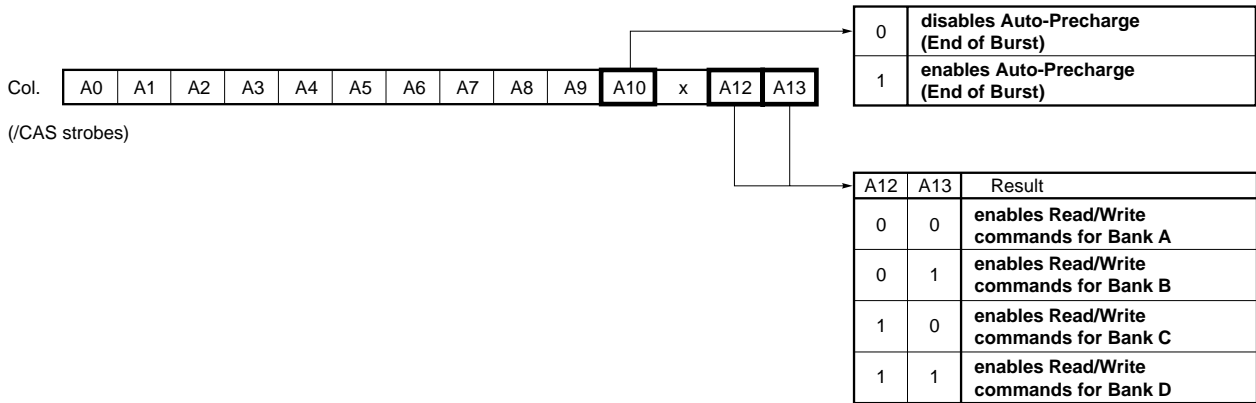 0 disables Auto-Precharge
(End of Burst)
1 enables Auto-Precharge
(End of Burst)
Col. A0 A1 A2 A3 A4 A5 A6 A7 A8 A9 A10 x A12 A13
(/CAS strobes)
A12 A13 Result
0 0 enables Read/Write
commands for Bank A
0 1 enables Read/Write
commands for Bank B
1 0 enables Read/Write
commands for Bank C
1 1 enables Read/Write
commands for Bank D